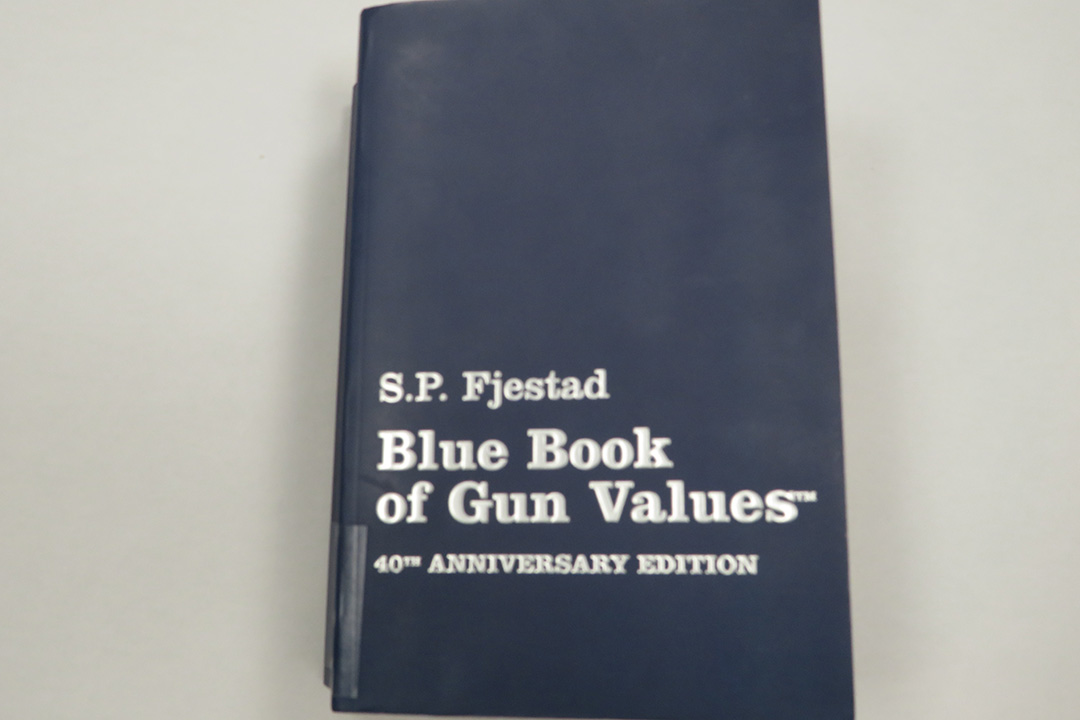 S.P. Fjestad
Blue Book
of Gun Values™
40TH ANNIVERSARY EDITION